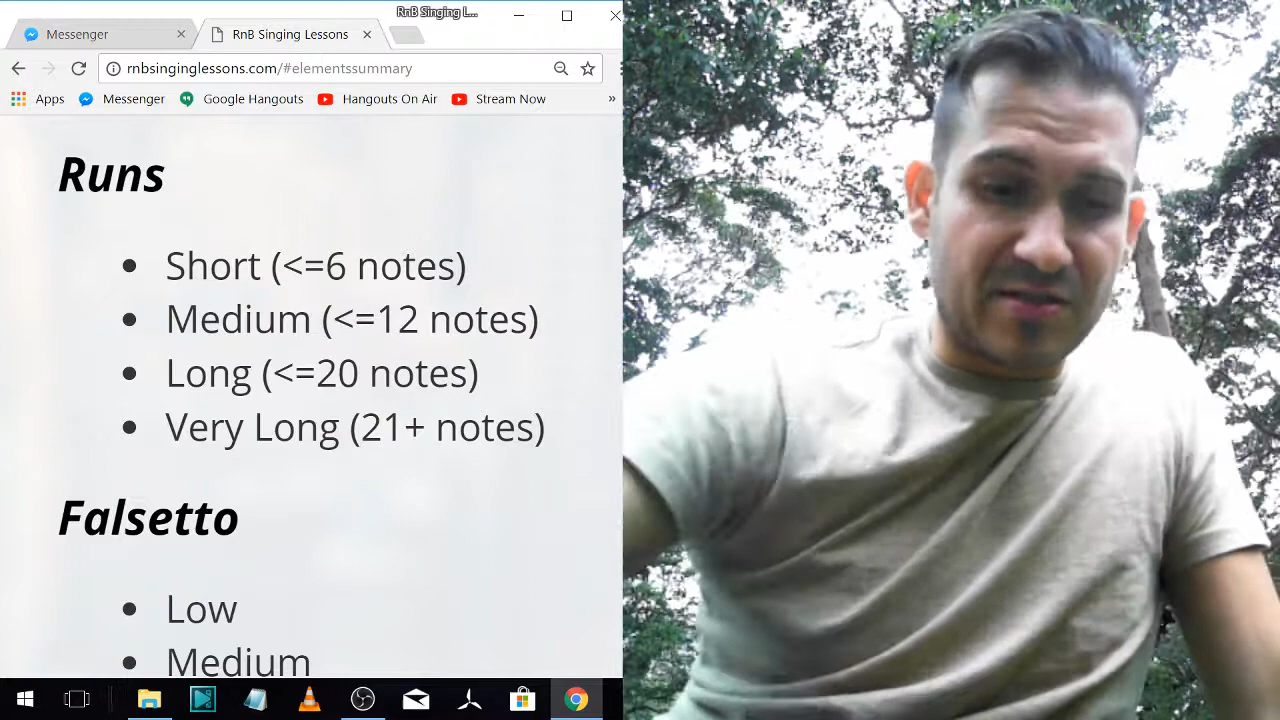 RnB Singing L...
Messenger
RnB Singing Lessons
rnbsinginglessons.com/#elementssummary
Apps Messenger Google Hangouts Hangouts On Air Stream Now »
Runs
Short (<=6 notes)
Medium (<=12 notes)
Long (<=20 notes)
Very Long (21+ notes)
Falsetto
Low
Medium